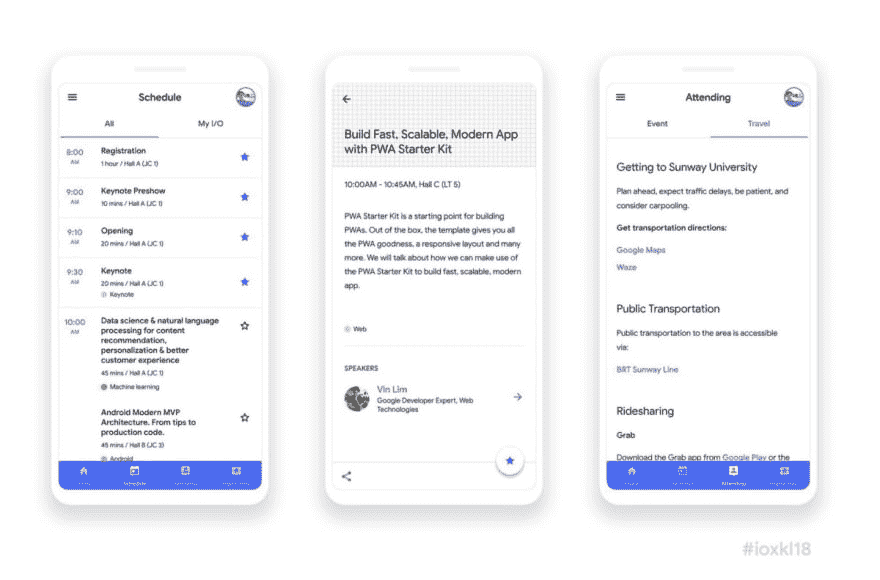 Schedule
All
My I/O
8:00
AM
Registration
1 hour / Hall A (JC 1)
9:00
AM
Keynote Preshow
10 mins / Hall A (JC 1)
9:10
AM
Opening
20 mins / Hall A (JC 1)
9:30
AM
Keynote
20 mins / Hall A (JC 1)
Keynote
10:00
AM
Data science & natural language
processing for content
recommendation,
personalization & better
customer experience
45 mins / Hall A (JC 1)
Machine learning
Android Modern MVP
Architecture. From tips to
production code.
45 mins / Hall B (JC 3)
Android
Schedule
Build Fast, Scalable, Modern App
with PWA Starter Kit
10:00AM - 10:45AM, Hall C (LT 5)
PWA Starter Kit is a starting point for building
PWAs. Out of the box, the template gives you all
the PWA goodness, a responsive layout and many
more. We will talk about how we can make use of
the PWA Starter Kit to build fast, scalable, modern
app.
Web
SPEAKERS
Vin Lim
Google Developer Expert, Web
Technologies
Attending
Event
Travel
Getting to Sunway University
Plan ahead, expect traffic delays, be patient, and
consider carpooling.
Get transportation directions:
Google Maps
Waze
Public Transportation
Public transportation to the area is accessible
via:
BRT Sunway Line
Ridesharing
Grab
Download the Grab app from Google Play or the
Attending
#ioxkl18